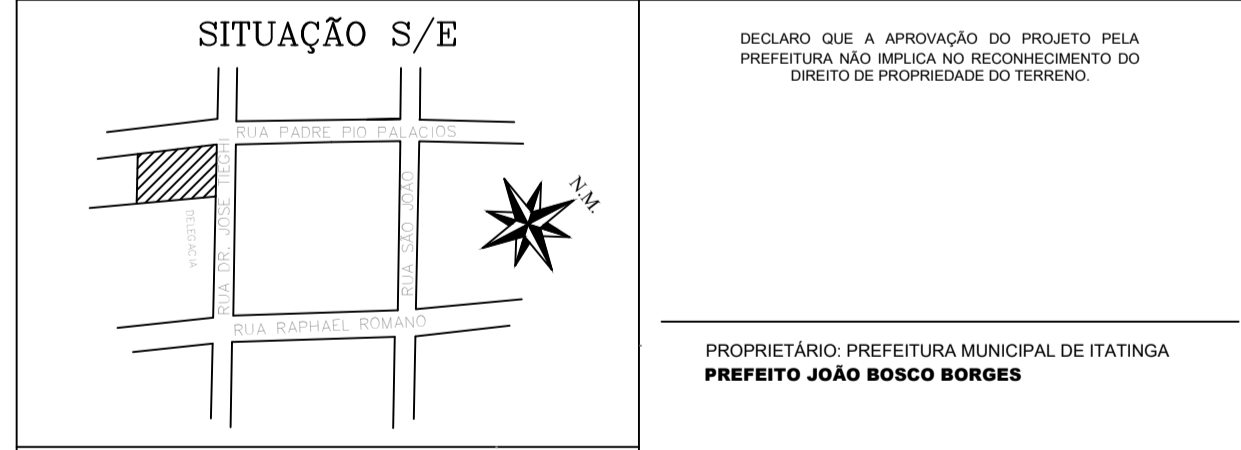 SITUAÇÃO S/E
RUA PADRE PIO PALACIOS
RUA DR. JOSE TIEGHI
RUA SÃO JOÃO
DELEGACIA
N.M.
RUA RAPHAEL ROMANO
DECLARO QUE A APROVAÇÃO DO PROJETO PELA
PREFEITURA NÃO IMPLICA NO RECONHECIMENTO DO
DIREITO DE PROPRIEDADE DO TERRENO.
PROPRIETÁRIO: PREFEITURA MUNICIPAL DE ITATINGA
PREFEITO JOÃO BOSCO BORGES